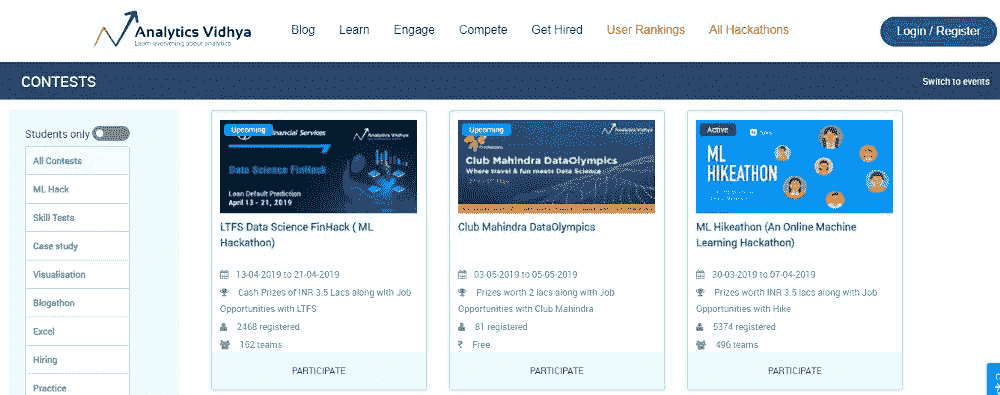 Analytics Vidhya
Learn everything about analytics
Blog Learn Engage Compete Get Hired User Rankings All Hackathons
Login / Register
CONTESTS
Switch to events
Students only
All Contests
ML Hack
Skill Tests
Case study
Visualisation
Blogathon
Excel
Hiring
Practice
Upcoming
Financial Services
Analytics Vidhya
Data Science FinHack
Loan Default Prediction
April 13 - 21, 2019
LTFS Data Science FinHack ( ML
Hackathon)
13-04-2019 to 21-04-2019
Cash Prizes of INR 3.5 Lacs along with Job
Opportunities with LTFS
2468 registered
162 teams
PARTICIPATE
Upcoming
Analytics Vidhya
Club Mahindra DataOlympics
Where travel & fun meets Data Science
Club Mahindra DataOlympics
03-05-2019 to 05-05-2019
Prizes worth 2 lacs along with Job
Opportunities with Club Mahindra
81 registered
₹ Free
PARTICIPATE
Active
ML
HIKEATHON
ML Hikeathon (An Online Machine
Learning Hackathon)
30-03-2019 to 07-04-2019
Prizes worth INR 3.5 lacs along with Job
Opportunities with Hike
5374 registered
496 teams
PARTICIPATE